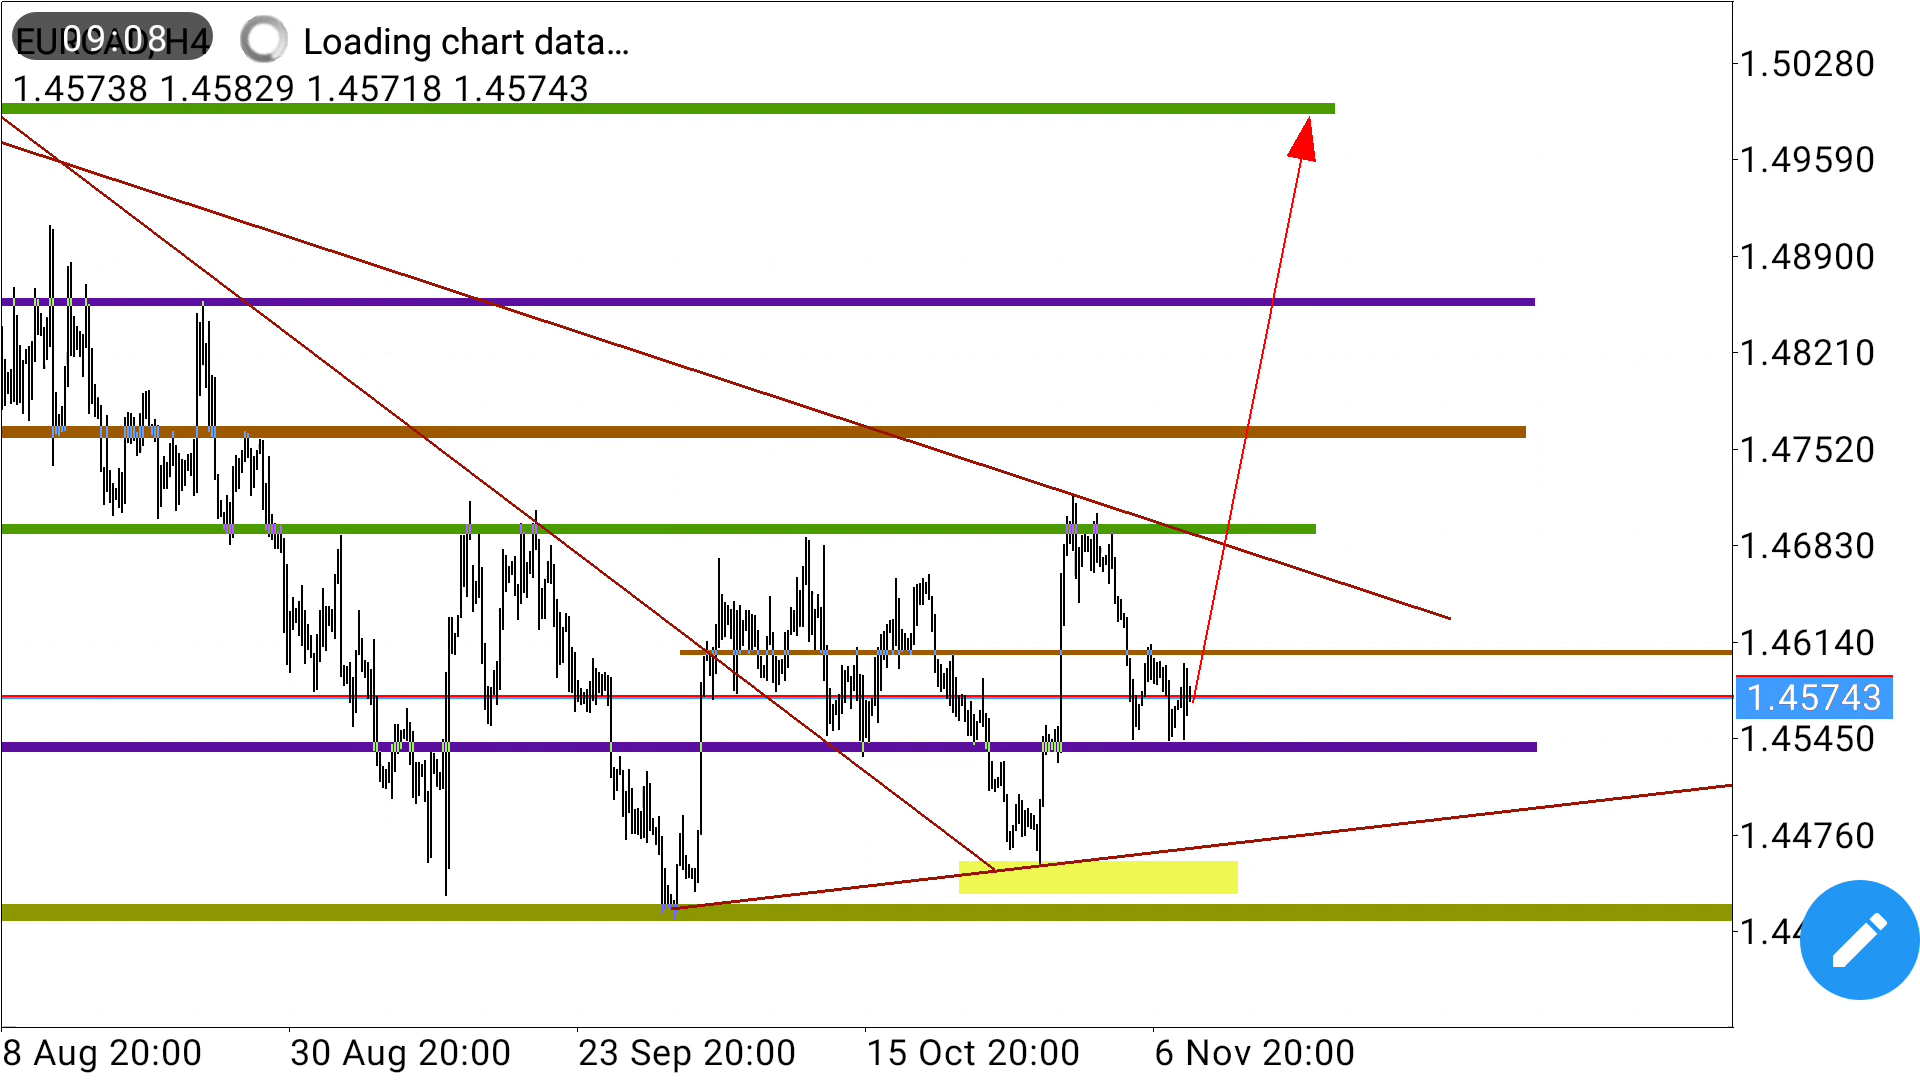 EURCAD, H4
09:08
Loading chart data...
1.45738 1.45829 1.45718 1.45743
1.50280
1.49590
1.48900
1.48210
1.47520
1.46830
1.46140
1.45743
1.45450
1.44760
8 Aug 20:00 30 Aug 20:00 23 Sep 20:00 15 Oct 20:00 6 Nov 20:00